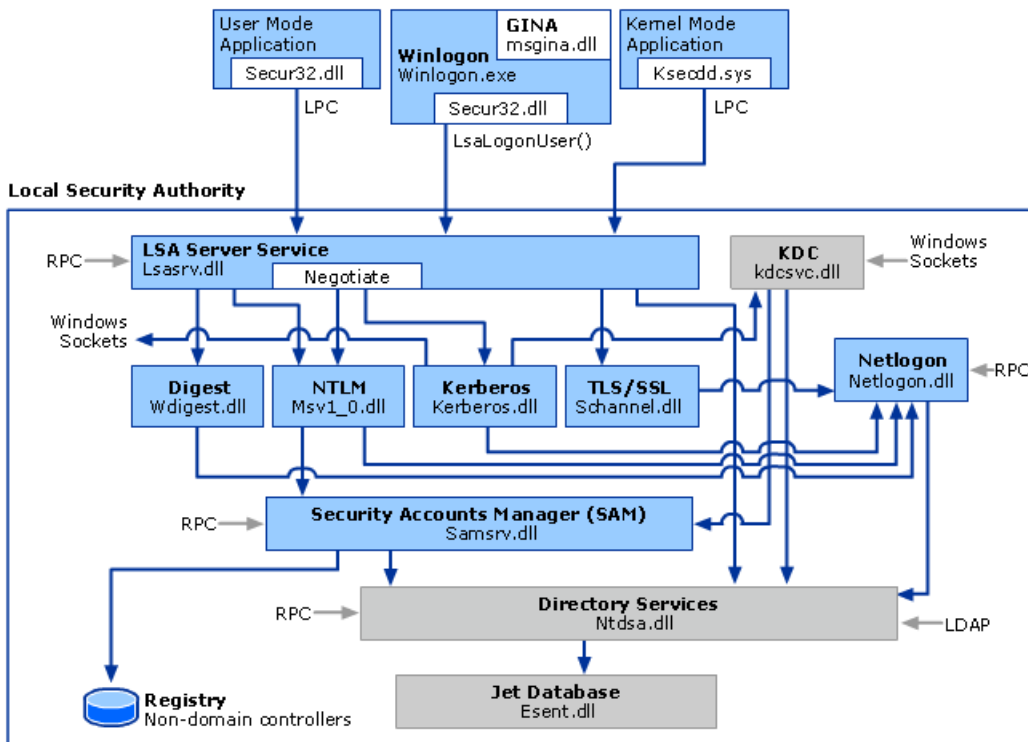 User Mode
Application
Secur32.dll
GINA
msgina.dll
Winlogon
Winlogon.exe
Secur32.dll
Kernel Mode
Application
Ksecdd.sys
LPC
LsaLogonUser()
LPC
Local Security Authority
RPC
LSA Server Service
Lsasrv.dll
Negotiate
KDC
kdcsvc.dll
Windows
Sockets
Windows
Sockets
Digest
Wdigest.dll
NTLM
Msv1_0.dll
Kerberos
Kerberos.dll
TLS/SSL
Schannel.dll
Netlogon
Netlogon.dll
RPC
RPC
Security Accounts Manager (SAM)
Samsrv.dll
RPC
Directory Services
Ntdsa.dll
LDAP
Registry
Non-domain controllers
Jet Database
Esent.dll